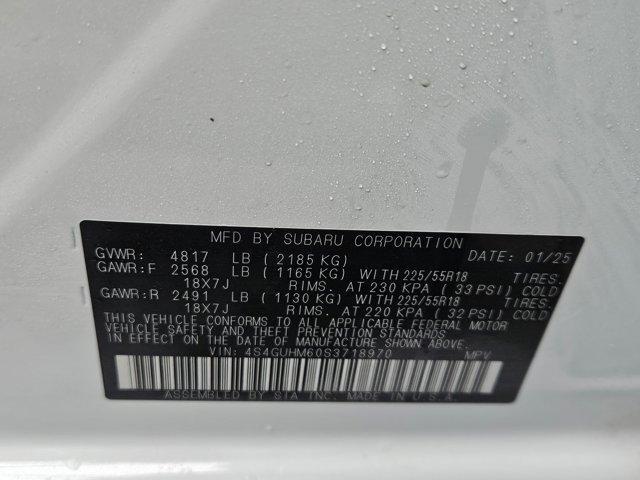 MFD BY SUBARU CORPORATION
GVWR: 4817 LB ( 2185 KG) DATE: 01/25
GAWR:F 2568 LB ( 1165 KG) WITH 225/55R18 TIRES.
18X7J RIMS. AT 230 KPA ( 33 PSI) COLD
GAWR:R 2491 LB ( 1130 KG) WITH 225/55R18 TIRES.
18X7J RIMS. AT 220 KPA ( 32 PSI) COLD
THIS VEHICLE CONFORMS TO ALL APPLICABLE FEDERAL MOTOR
VEHICLE SAFETY AND THEFT PREVENTION STANDARDS
IN EFFECT ON THE DATE OF MANUFACTURE SHOWN ABOVE.
VIN: 4S4GUHM60S3718970 MPV
ASSEMBLED BY SIA INC. MADE IN U.S.A.